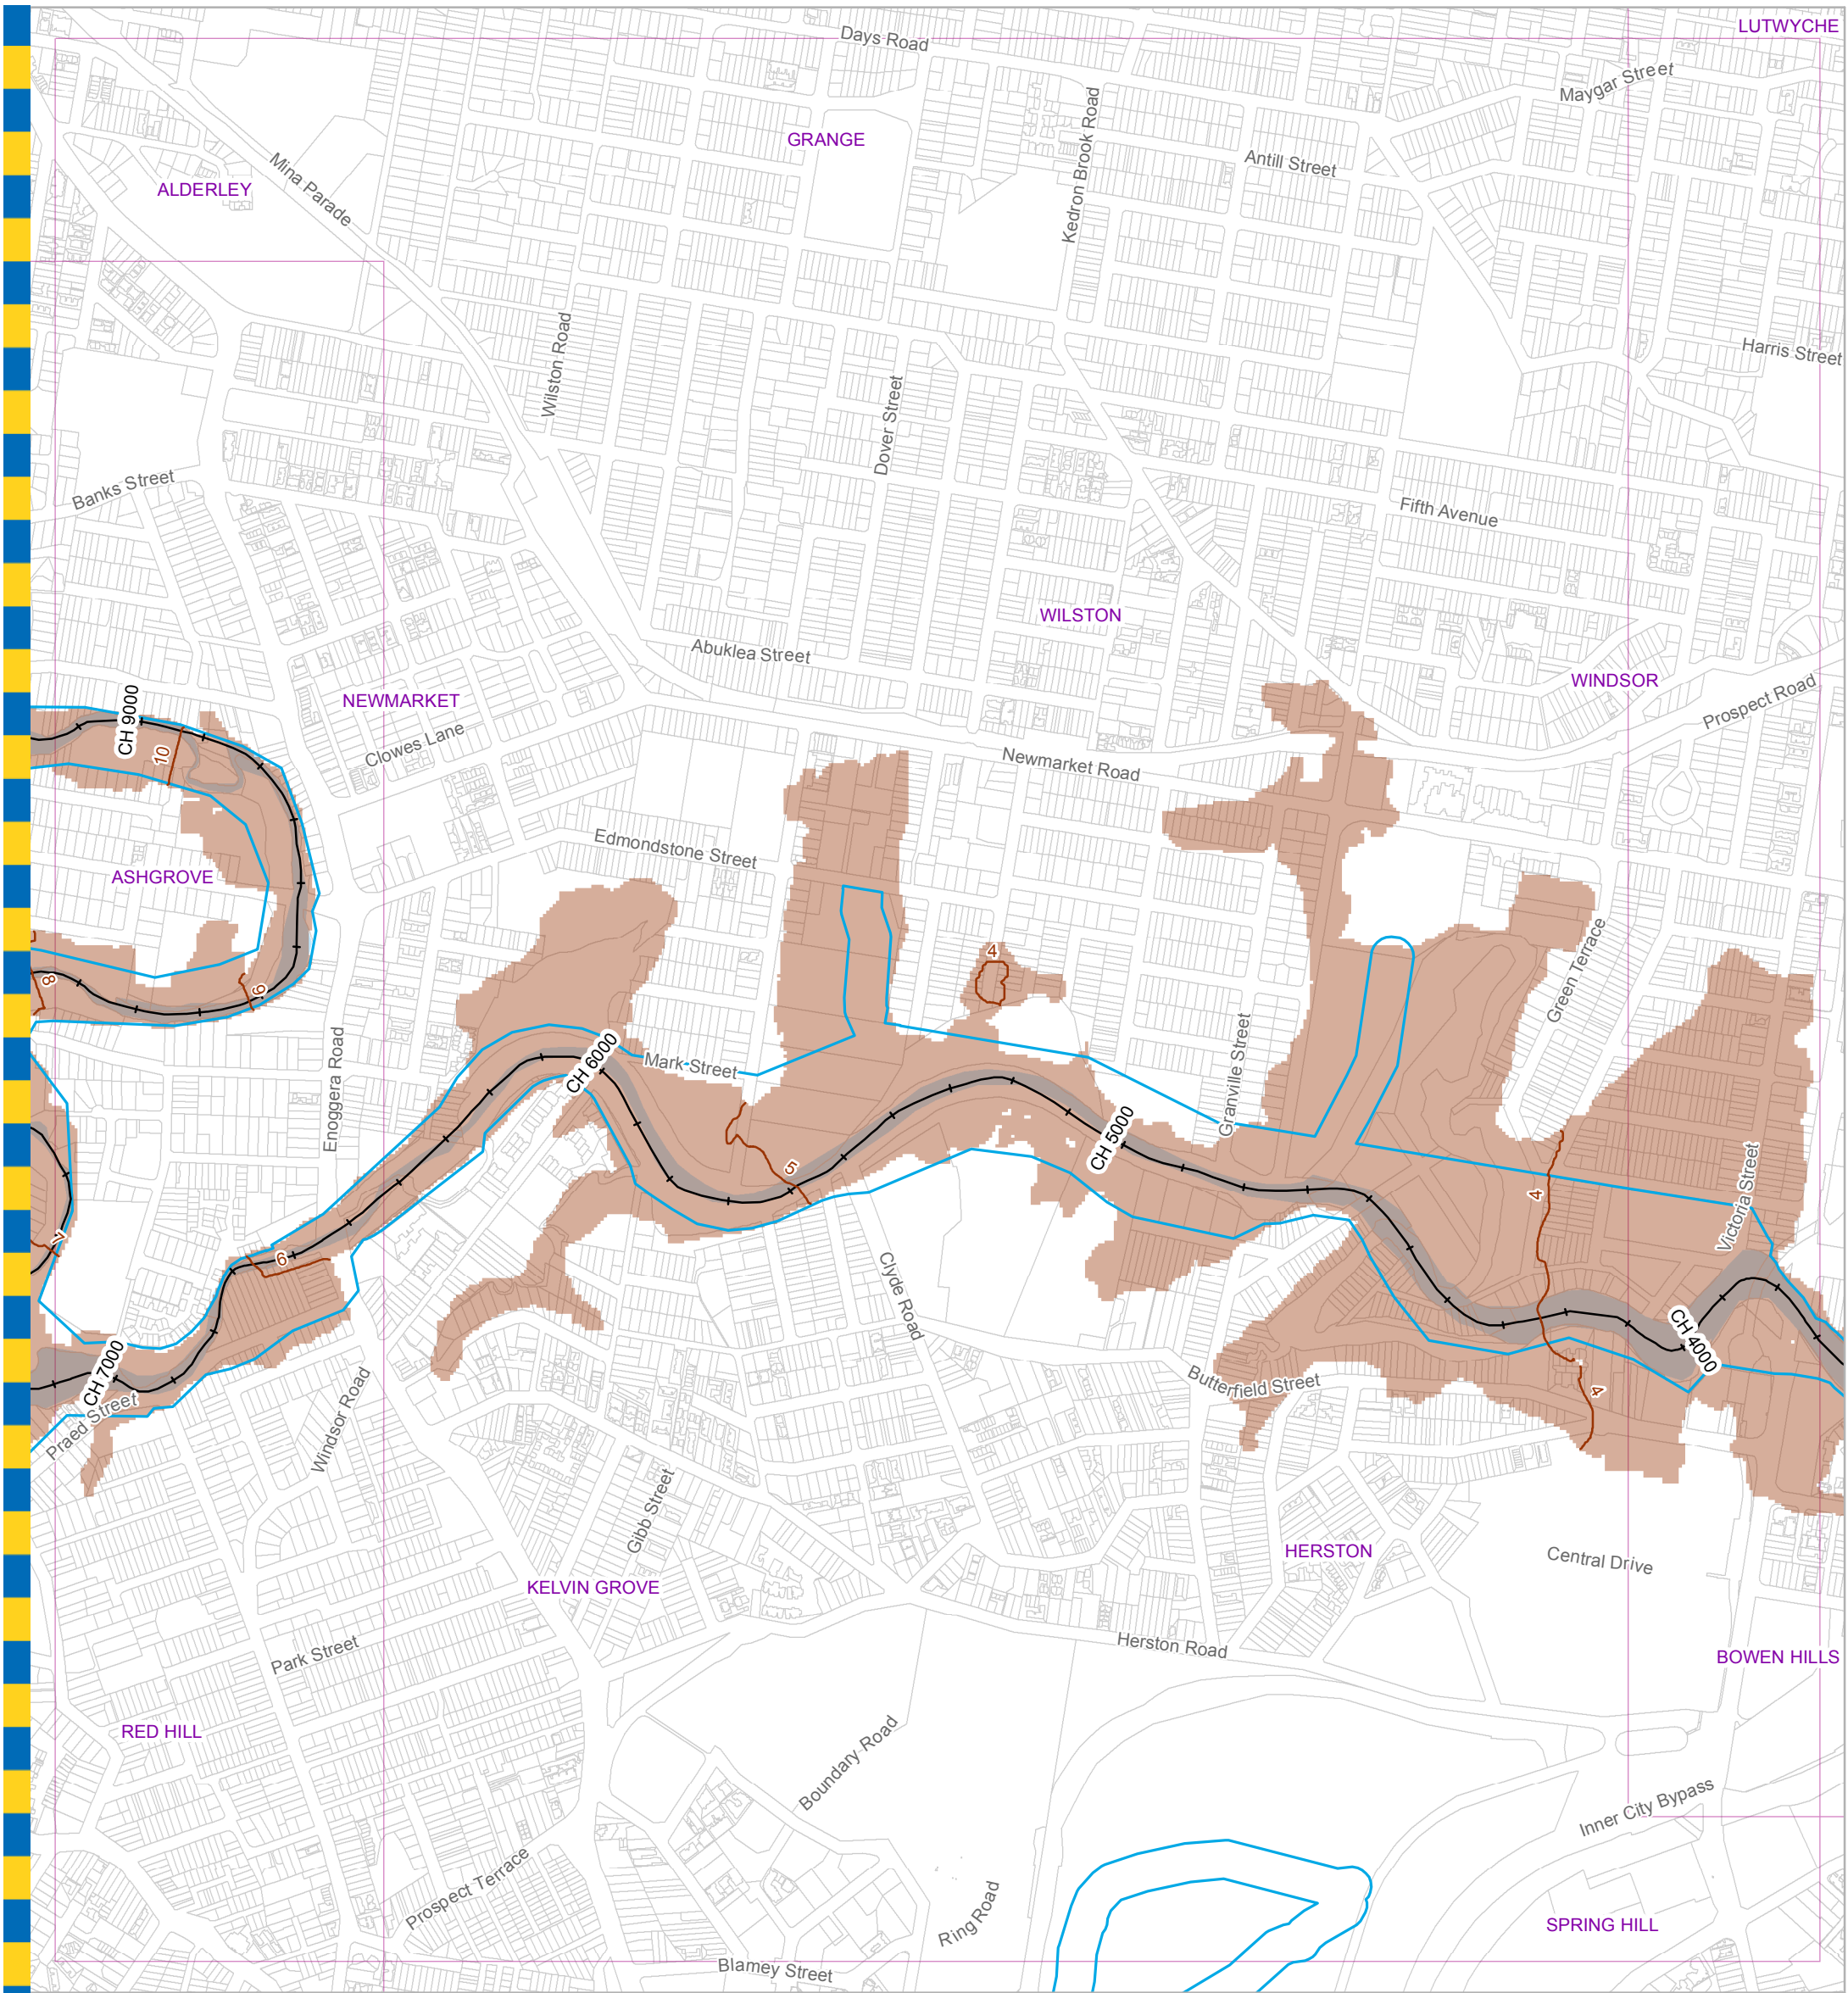 LUTWYCHE
Days Road
Maygar Street
GRANGE
Kedron Brook Road
Antill Street
Mina Parade
ALDERLEY
Harris Street
Wilston Road
Dover Street
Banks Street
Fifth Avenue
WILSTON
Abuklea Street
WINDSOR
NEWMARKET
Prospect Road
CH 9000
Clowes Lane
10
Newmarket Road
Edmondstone Street
ASHGROVE
4
Green Terrace
8
9
Enoggera Road
CH 6000
Mark Street
Granville Street
CH 5000
5
4
Victoria Street
7
6
Clyde Road
CH 4000
CH 7000
Butterfield Street
4
Praed Street
Windsor Road
Gibb Street
HERSTON
Central Drive
KELVIN GROVE
Park Street
Herston Road
BOWEN HILLS
RED HILL
Boundary Road
Inner City Bypass
Prospect Terrace
Ring Road
SPRING HILL
Blamey Street